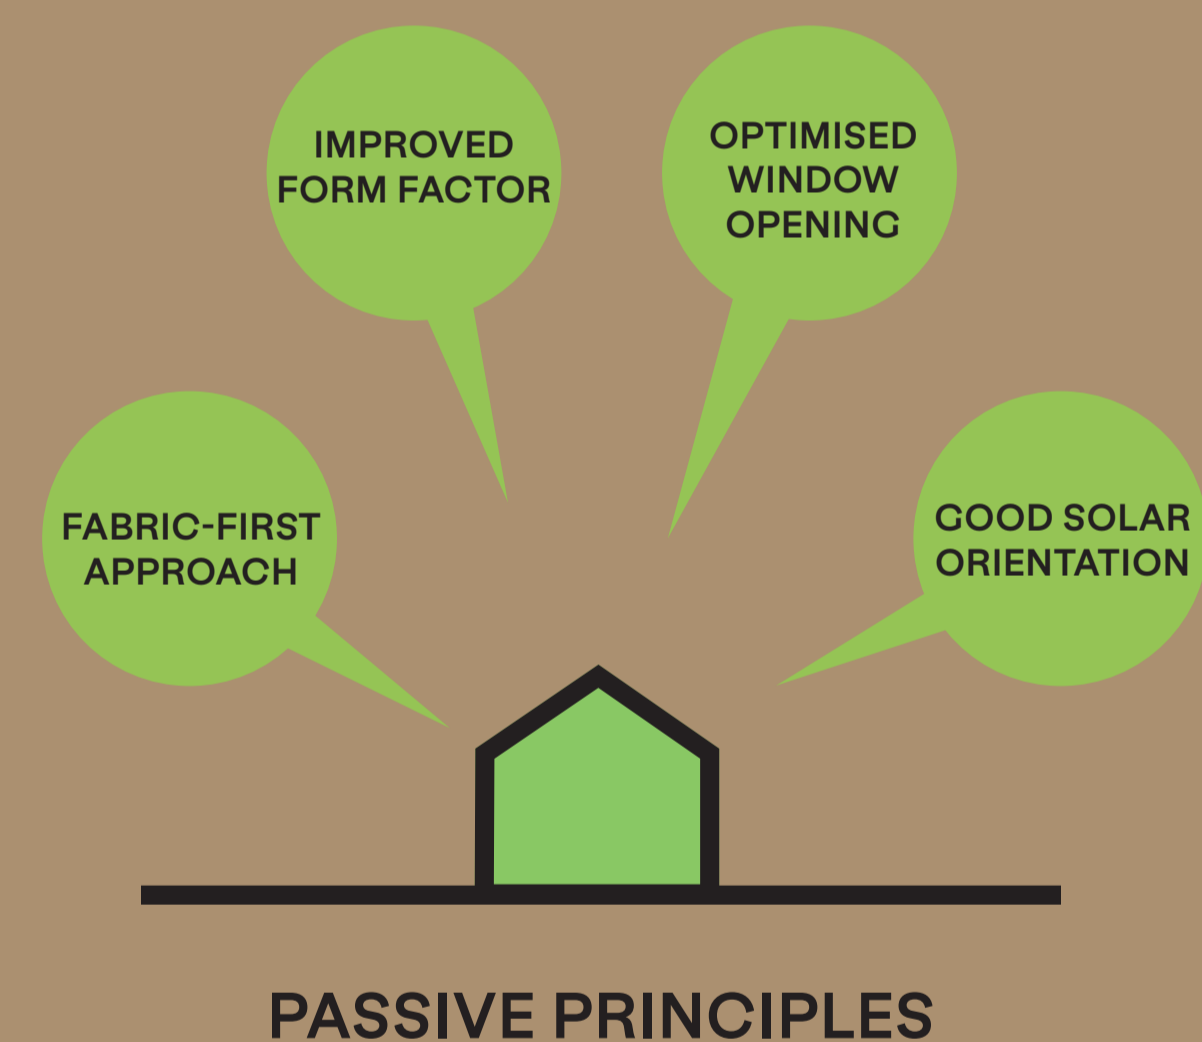 IMPROVED
FORM FACTOR
OPTIMISED
WINDOW
OPENING
FABRIC-FIRST
APPROACH
GOOD SOLAR
ORIENTATION
PASSIVE PRINCIPLES